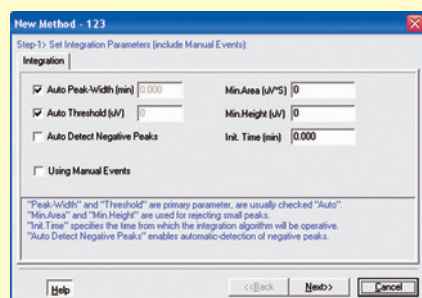 New Method - 123
Step-1> Set Integration Parameters (include Manual Events):
Integration
Auto Peak-Width (min) 0.000 Min.Area (uV*S) 0
Auto Threshold (uV) 0 Min.Height (uV) 0
Auto Detect Negative Peaks Init. Time (min) 0.000
Using Manual Events
"Peak-Width" and "Threshold" are primary parameter, are usually checked "Auto".
"Min.Area" and "Min.Height" are used for rejecting small peaks.
"Init.Time" specifies the time from which the integration algorithm will be operative.
"Auto Detect Negative Peaks" enables automatic-detection of negative peaks.
Help <<Back Next>> Cancel